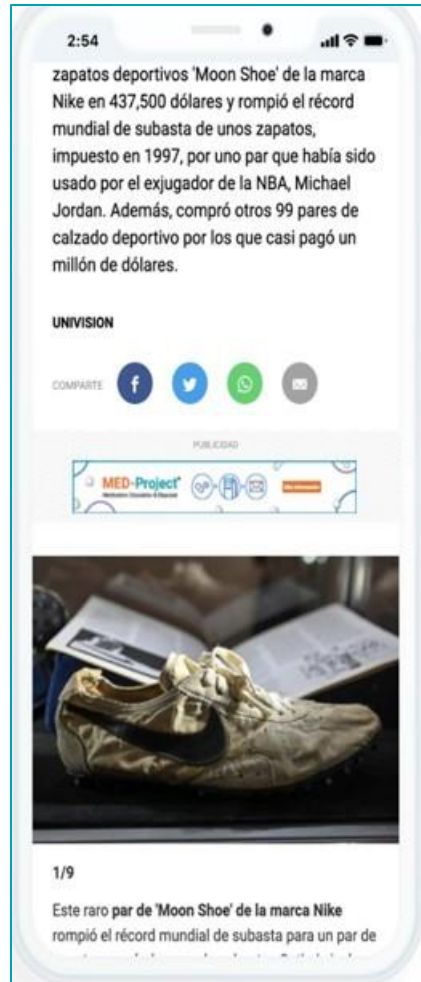 2:54
zapatos deportivos 'Moon Shoe' de la marca
Nike en 437,500 dólares y rompió el récord
mundial de subasta de unos zapatos,
impuesto en 1997, por uno par que había sido
usado por el exjugador de la NBA, Michael
Jordan. Además, compró otros 99 pares de
calzado deportivo por los que casi pagó un
millón de dólares.
UNIVISION
COMPARTE
PUBLICIDAD
MED-Project
1/9
Este raro par de 'Moon Shoe' de la marca Nike
rompió el récord mundial de subasta para un par de